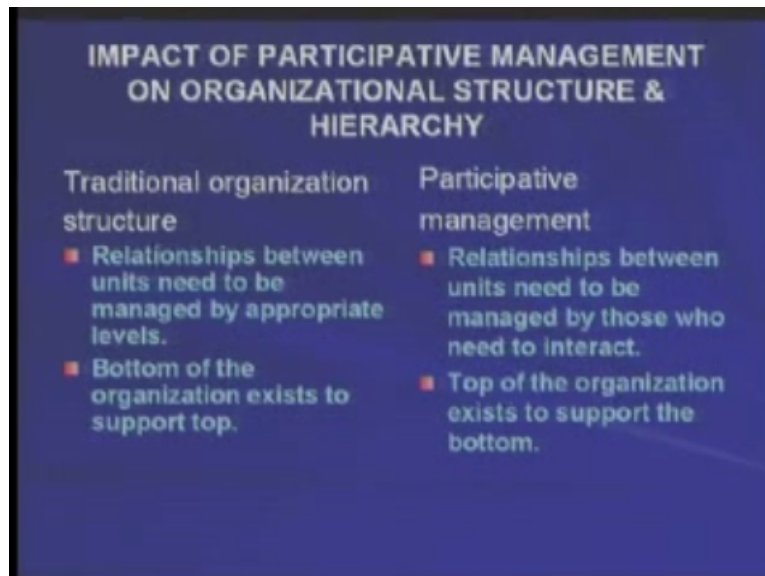 IMPACT OF PARTICIPATIVE MANAGEMENT
ON ORGANIZATIONAL STRUCTURE &
HIERARCHY
Traditional organization
structure
Relationships between
units need to be
managed by appropriate
levels.
Bottom of the
organization exists to
support top.
Participative
management
Relationships between
units need to be
managed by those who
need to interact.
Top of the organization
exists to support the
bottom.